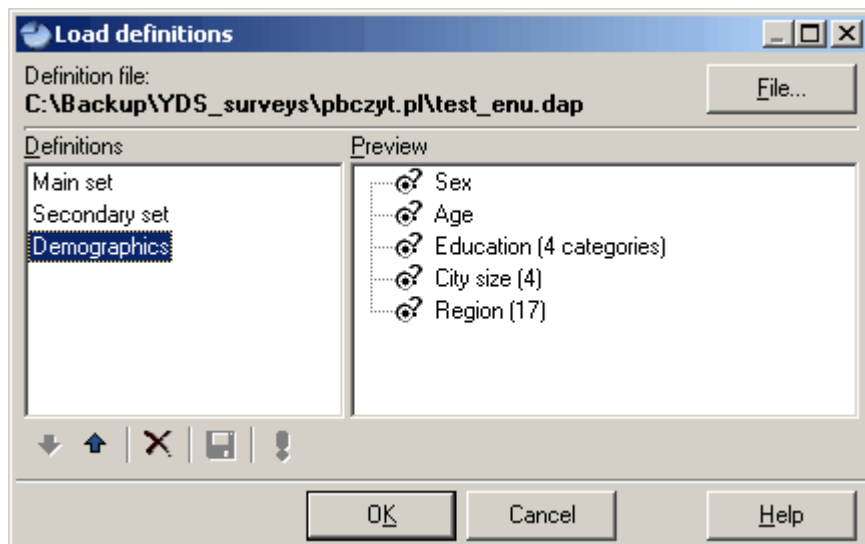 Load definitions
Definition file:
File...
C:\Backup\YDS_surveys\pbczyt.pl\test_enu.dap
Definitions
Preview
Main set
Secondary set
Demographics
Sex
Age
Education (4 categories)
City size (4)
Region (17)
OK
Cancel
Help